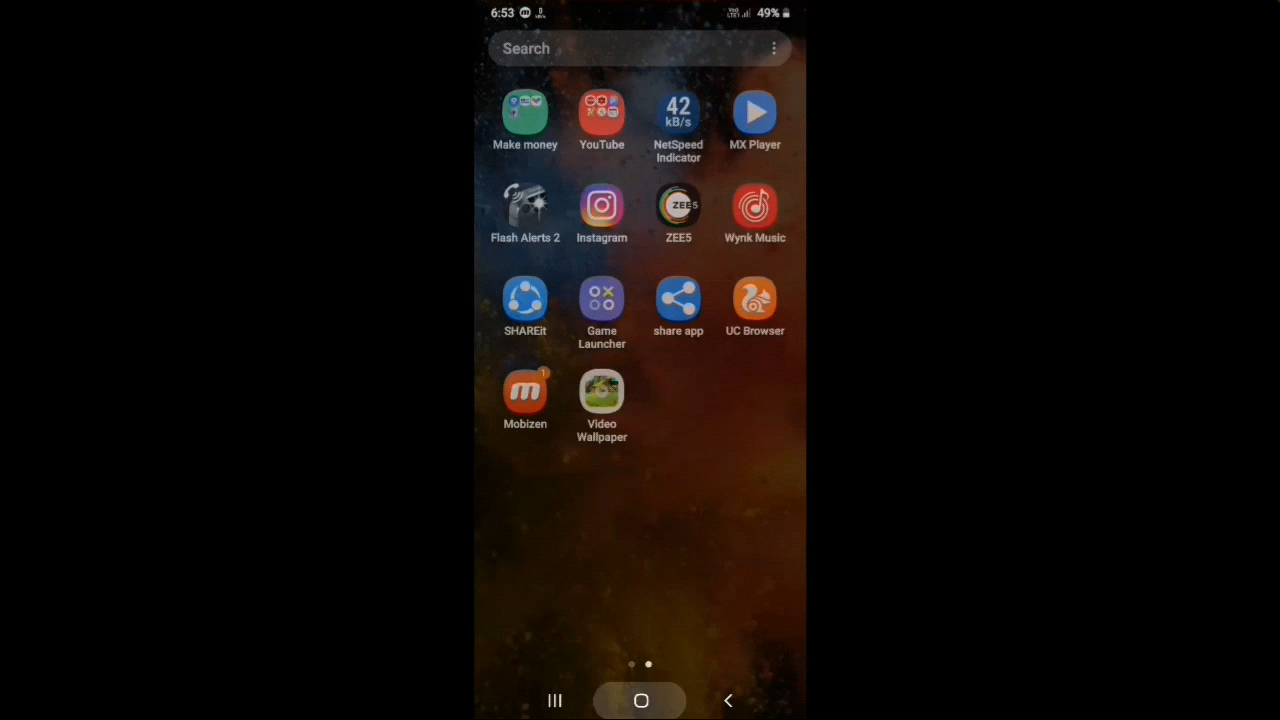 6:53
49%
Search
42
kB/s
Make money
YouTube
NetSpeed
Indicator
MX Player
ZEE5
Flash Alerts 2
Instagram
ZEE5
Wynk Music
SHAREit
Game
Launcher
share app
UC Browser
1
m
Mobizen
Video
Wallpaper